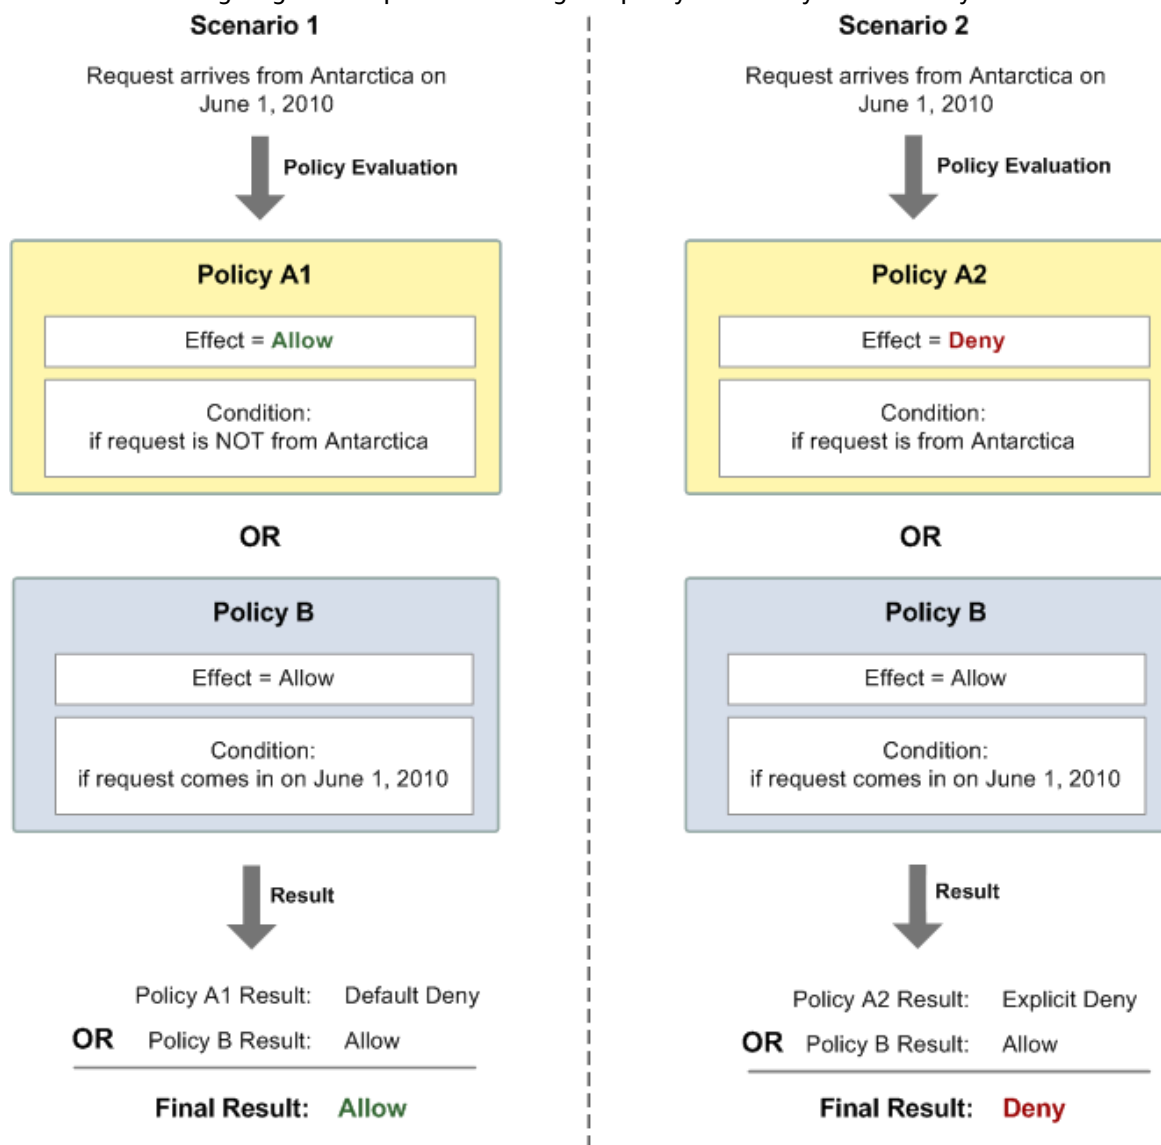 Scenario 1
Request arrives from Antarctica on
June 1, 2010
Policy Evaluation
Policy A1
Effect = Allow
Condition:
if request is NOT from Antarctica
OR
Policy B
Effect = Allow
Condition:
if request comes in on June 1, 2010
Result
Policy A1 Result: Default Deny
OR Policy B Result: Allow
Final Result: Allow
Scenario 2
Request arrives from Antarctica on
June 1, 2010
Policy Evaluation
Policy A2
Effect = Deny
Condition:
if request is from Antarctica
OR
Policy B
Effect = Allow
Condition:
if request comes in on June 1, 2010
Result
Policy A2 Result: Explicit Deny
OR Policy B Result: Allow
Final Result: Deny